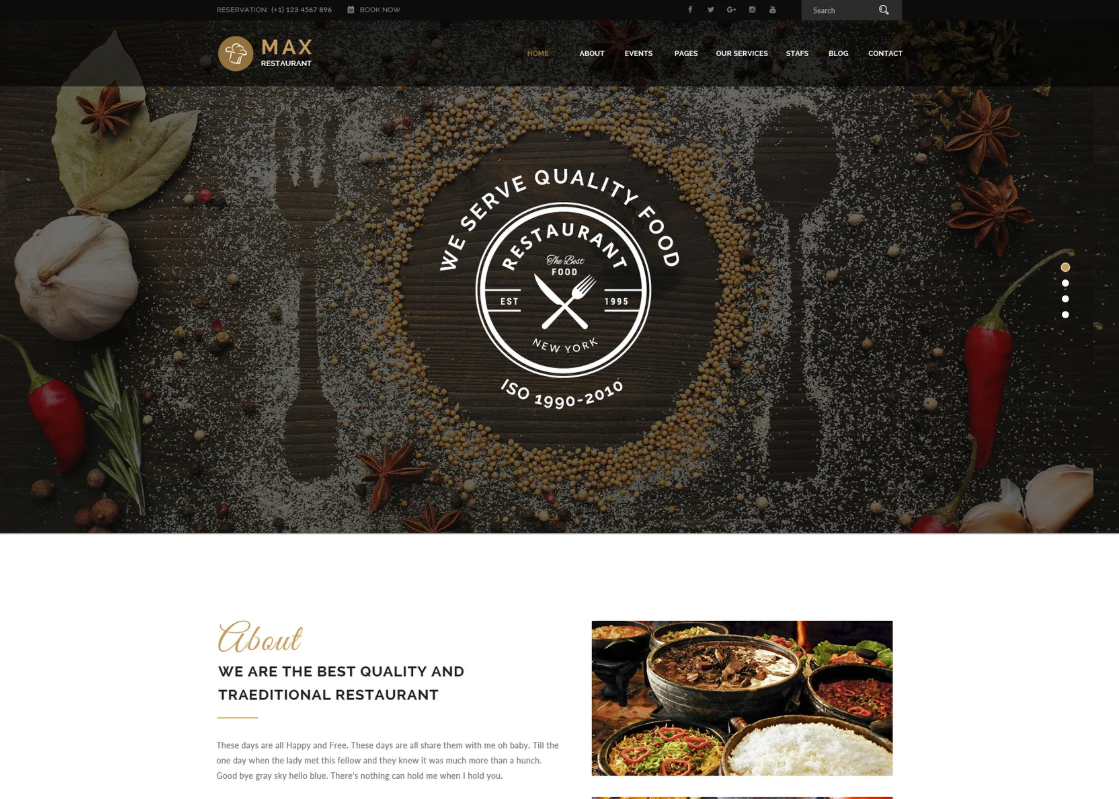 RESERVATION: (+1) 123 4567 896 BOOK NOW
Search
MAX
RESTAURANT
HOME ABOUT EVENTS PAGES OUR SERVICES STAFS BLOG CONTACT
WE SERVE QUALITY FOOD
RESTAURANT
The Best
FOOD
EST 1995
NEW YORK
ISO 1990-2010
About
WE ARE THE BEST QUALITY AND
TRAEDITIONAL RESTAURANT
These days are all Happy and Free. These days are all share them with me oh baby. Till the
one day when the lady met this fellow and they knew it was much more than a hunch.
Good bye gray sky hello blue. There's nothing can hold me when I hold you.